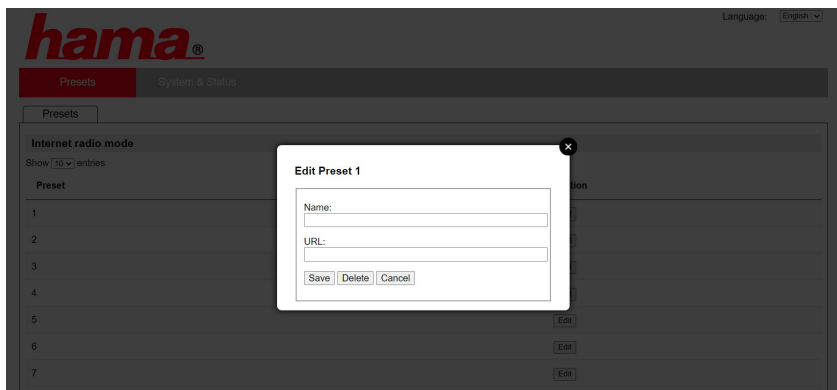 Language: English
hama®
Presets System & Status
Presets
Internet radio mode
Show 10 entries
Preset
1
2
3
4
5 Edit
6 Edit
7 Edit
Edit Preset 1
Name:
URL:
Save Delete Cancel